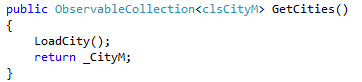 public ObservableCollection<clsCityM> GetCities()
{
    LoadCity();
    return _CityM;
}